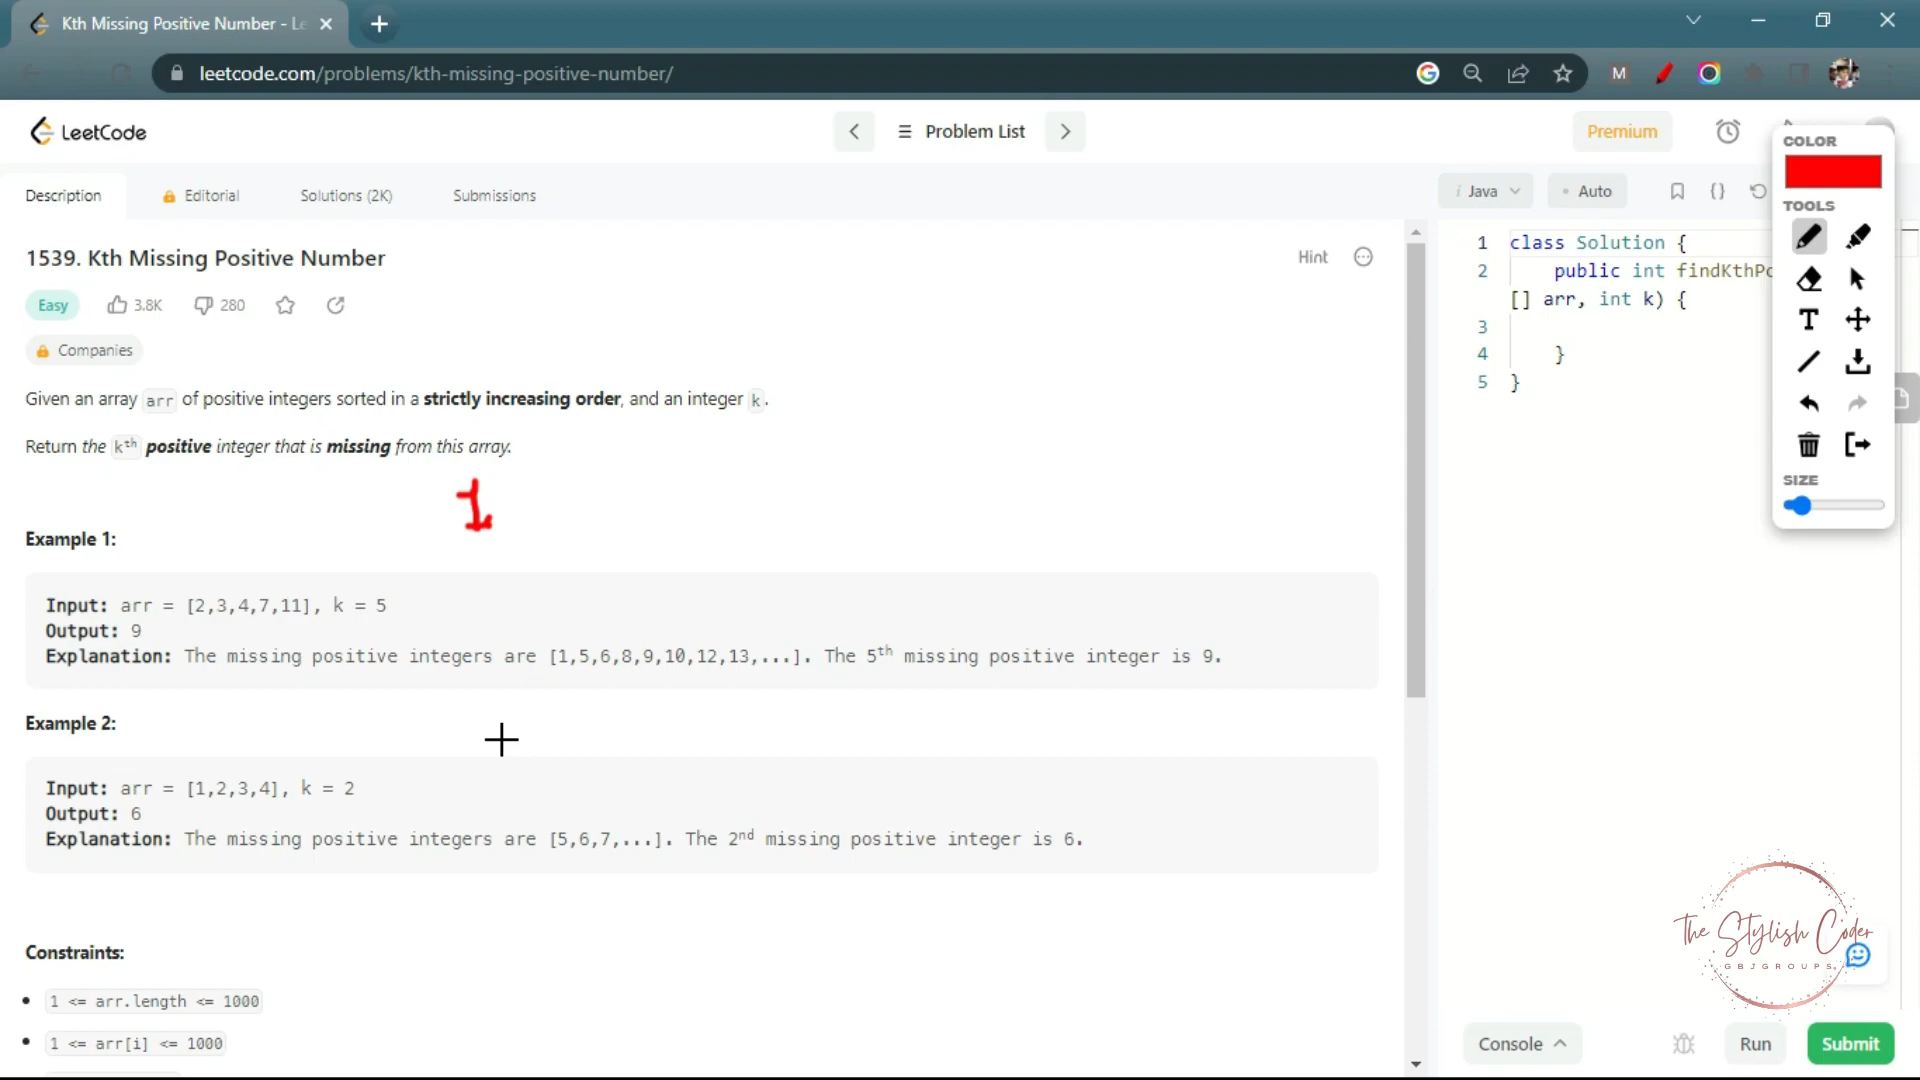 Kth Missing Positive Number - Le
leetcode.com/problems/kth-missing-positive-number/
M
LeetCode
Problem List
Premium
Description
Editorial
Solutions (2K)
Submissions
i Java
• Auto
{}
COLOR
TOOLS
T
SIZE
1539. Kth Missing Positive Number
Hint
Easy
3.8K
280
Companies
Given an array arr of positive integers sorted in a strictly increasing order, and an integer k.
Return the kth positive integer that is missing from this array.
1
Example 1:
Input: arr = [2,3,4,7,11], k = 5
Output: 9
Explanation: The missing positive integers are [1,5,6,8,9,10,12,13,...]. The 5th missing positive integer is 9.
Example 2:
Input: arr = [1,2,3,4], k = 2
Output: 6
Explanation: The missing positive integers are [5,6,7,...]. The 2nd missing positive integer is 6.
Constraints:
• 1 <= arr.length <= 1000
• 1 <= arr[i] <= 1000
1 class Solution {
2 public int findKthPo
[] arr, int k) {
3
4 }
5 }
The Stylish Coder
GBJGROUPS
Console
Run
Submit